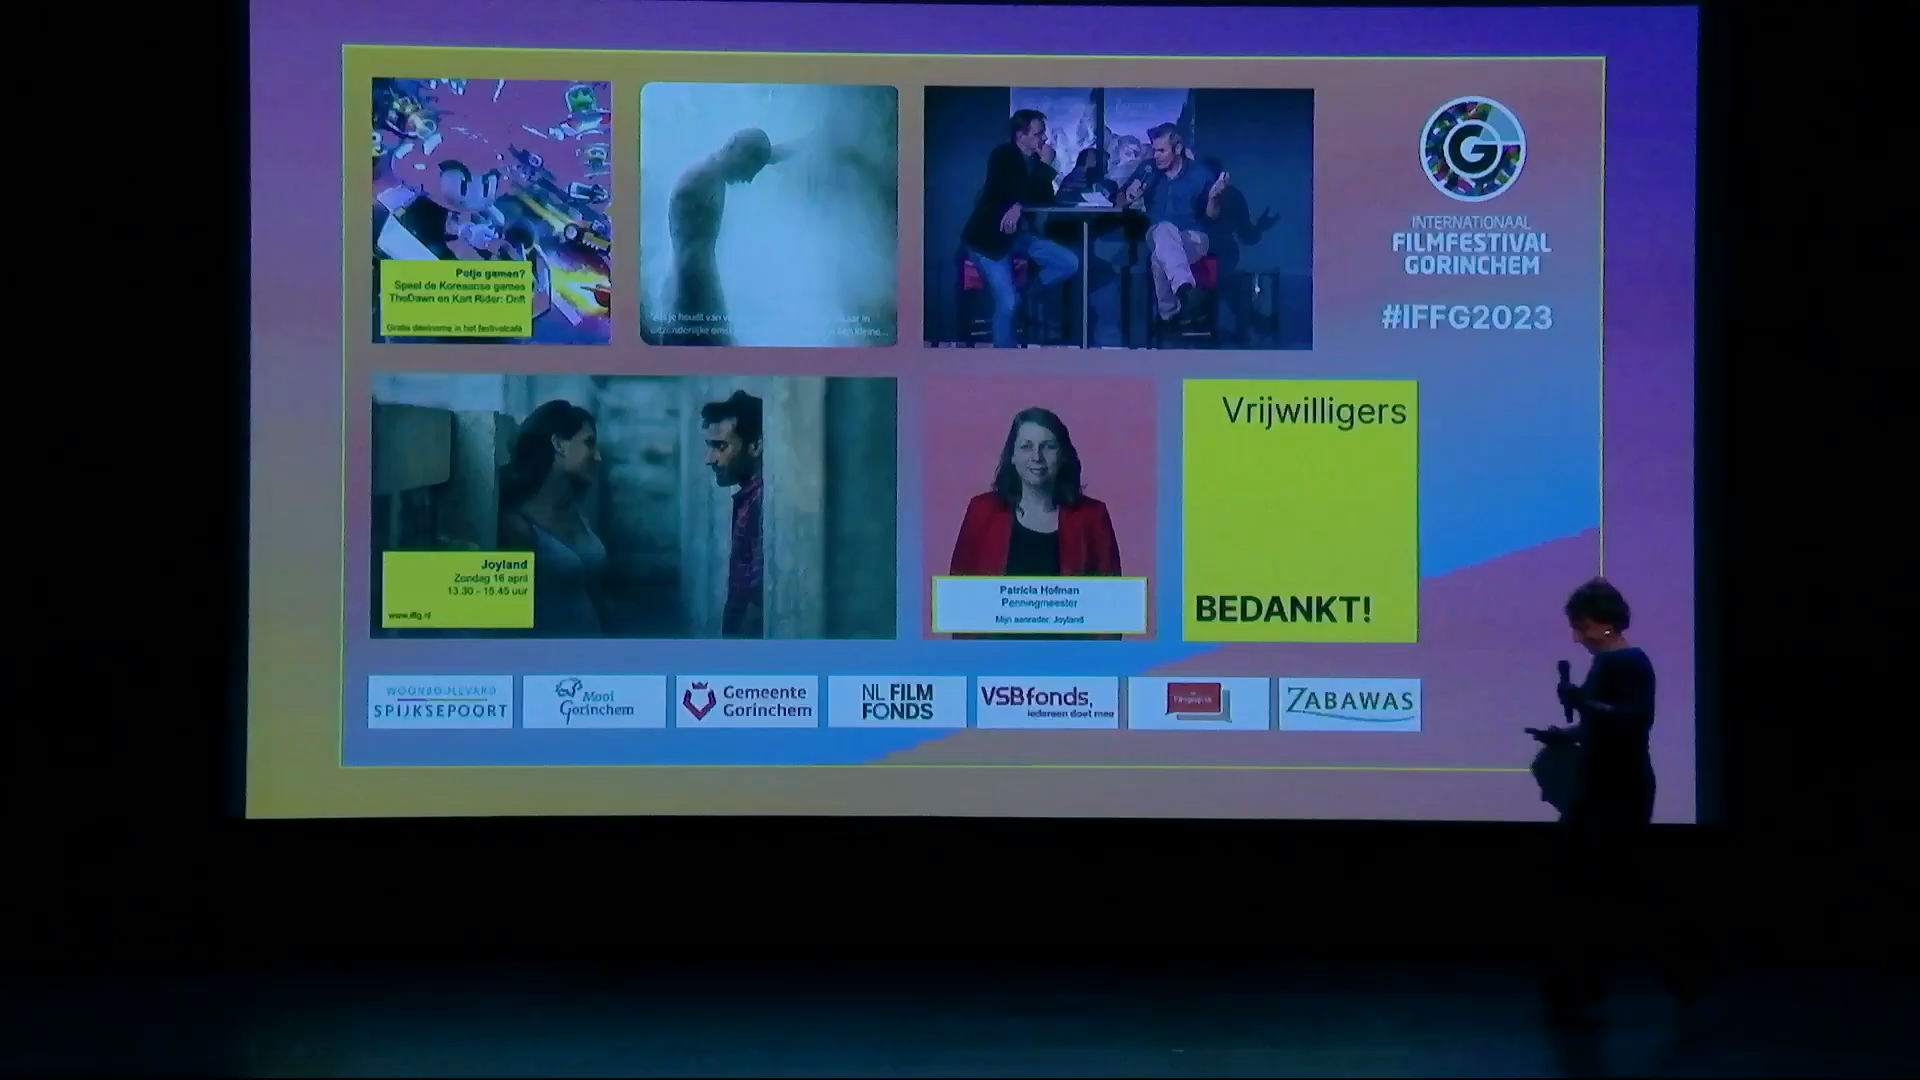 Potje gamen?
Speel de Koreaanse games
TheDawn en Kart Rider: Drift
Gratis deelname in het festivalcafé
INTERNATIONAAL
FILMFESTIVAL
GORINCHEM
#IFFG2023
Joyland
Zondag 16 april
13.30 - 15.45 uur
www.iffg.nl
Patricia Hofman
Penningmeester
Mijn aanrader: Joyland
Vrijwilligers
BEDANKT!
WOONBOULEVARD
SPIJKSEPOORT
Mooi
Gorinchem
Gemeente
Gorinchem
NL FILM
FONDS
VSBfonds,
iedereen doet mee
ZABAWAS